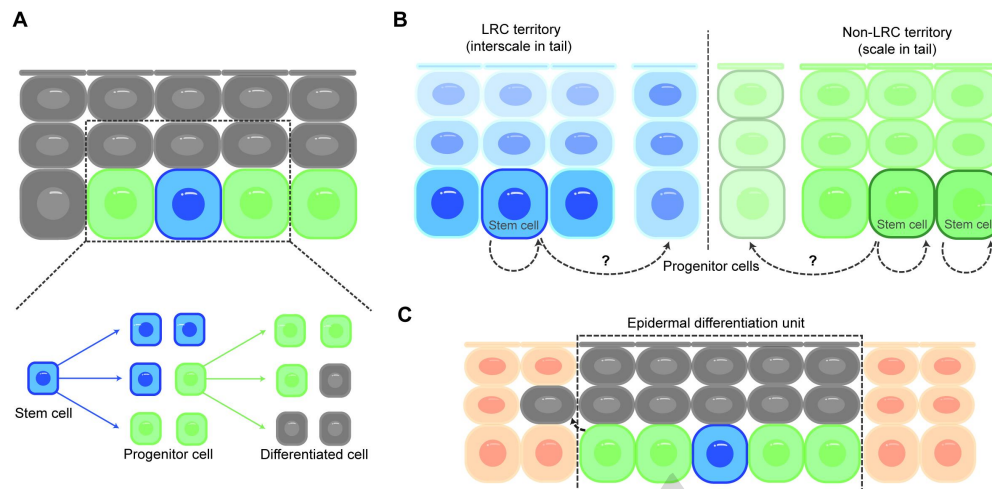 A
Stem cell
Progenitor cell
Differentiated cell
B
LRC territory
(interscale in tail)
Non-LRC territory
(scale in tail)
Stem cell
Stem cell
Stem cell
?
?
Progenitor cells
C
Epidermal differentiation unit